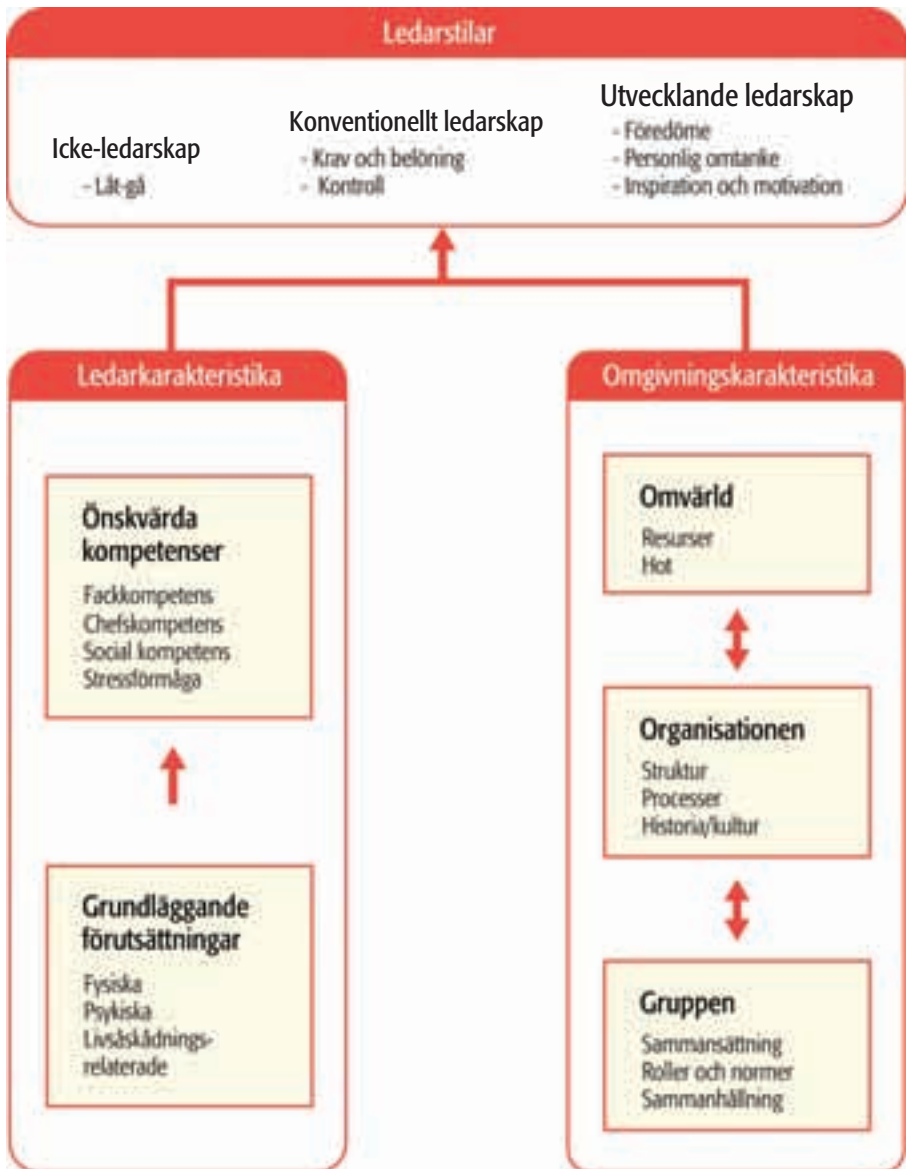 Ledarstilar
Icke-ledarskap
- Låt-gå
Konventionellt ledarskap
- Krav och belöning
- Kontroll
Utvecklande ledarskap
- Föredöme
- Personlig omtanke
- Inspiration och motivation
Ledarkarakteristika
Önskvärda
kompetenser
Fackkompetens
Chefskompetens
Social kompetens
Stressförmåga
Grundläggande
förutsättningar
Fysiska
Psykiska
Livsåskådnings-
relaterade
Omgivningskarakteristika
Omvärld
Resurser
Hot
Organisationen
Struktur
Processer
Historia/kultur
Gruppen
Sammansättning
Roller och normer
Sammanhållning